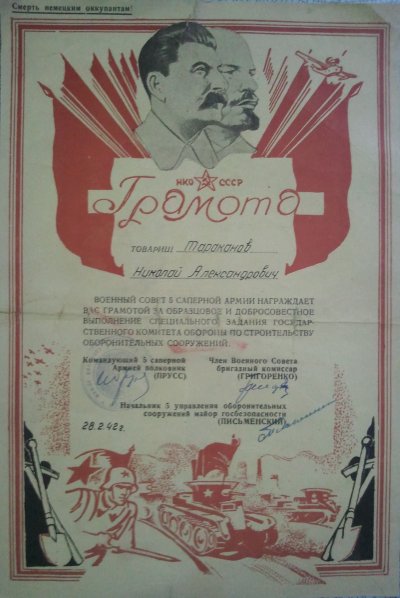 Смерть немецким оккупантам!
НКО СССР
Грамота
ТОВАРИЩ Тараканов
Николай Александрович
ВОЕННЫЙ СОВЕТ 5 САПЕРНОЙ АРМИИ НАГРАЖДАЕТ
ВАС ГРАМОТОЙ ЗА ОБРАЗЦОВОЕ И ДОБРОСОВЕСТНОЕ
ВЫПОЛНЕНИЕ СПЕЦИАЛЬНОГО ЗАДАНИЯ ГОСУДАР-
СТВЕННОГО КОМИТЕТА ОБОРОНЫ ПО СТРОИТЕЛЬСТВУ
ОБОРОНИТЕЛЬНЫХ СООРУЖЕНИЙ.
Командующий 5 саперной
Армией полковник
(ПРУСС)
Член Военного Совета
бригадный комиссар
(ГРИГОРЕНКО)
Начальник 5 управления оборонительных
сооружений майор госбезопасности
(ПИСЬМЕНСКИЙ)
28.2.42г.